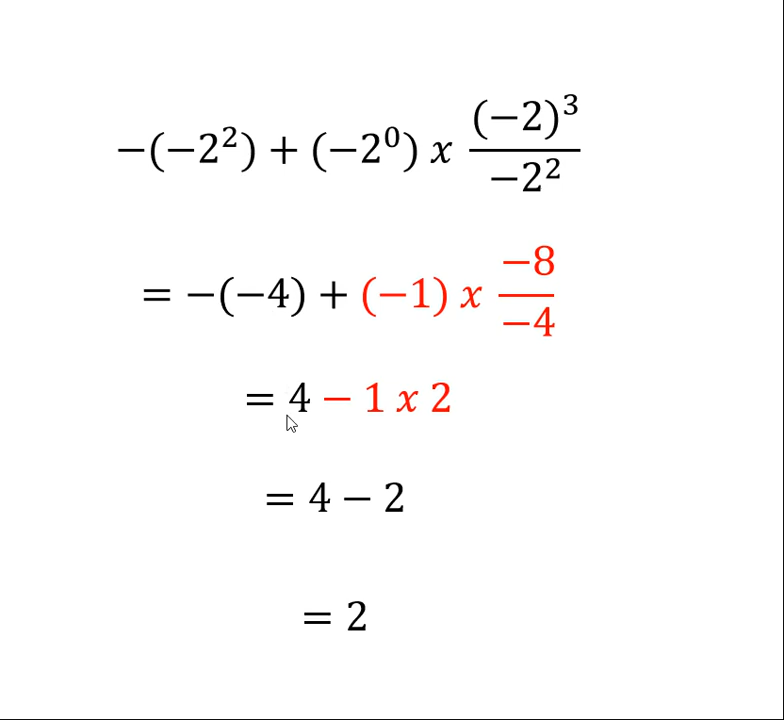 −(−2²) + (−2⁰) x (−2)³/−2²
= −(−4) + (−1) x −8/−4
= 4 − 1 x 2
= 4 − 2
= 2